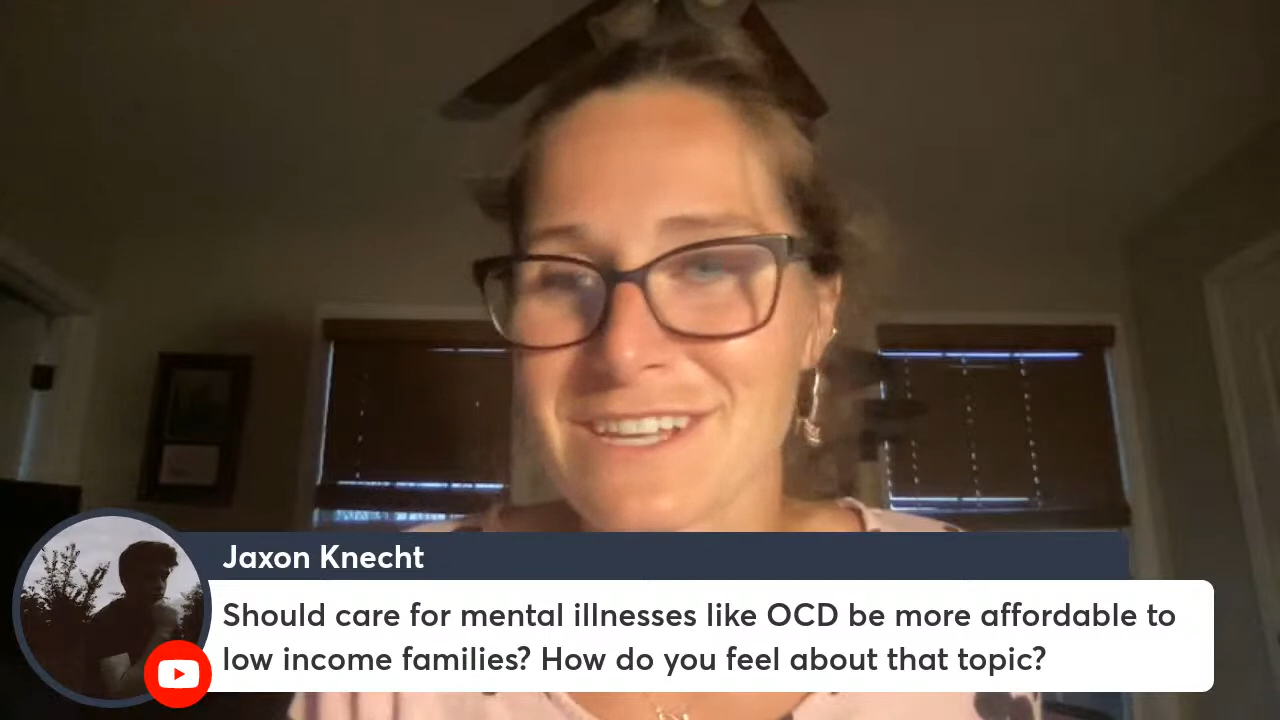 Jaxon Knecht
Should care for mental illnesses like OCD be more affordable to
low income families? How do you feel about that topic?